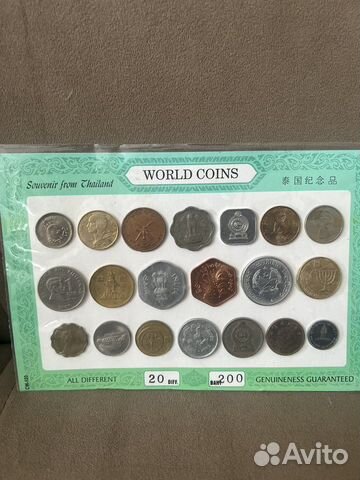 WORLD COINS
Souvenir from Thailand
泰国纪念品
ALL DIFFERENT
20 DIFF.
BAHT 200
GENUINENESS GUARANTEED
Avito